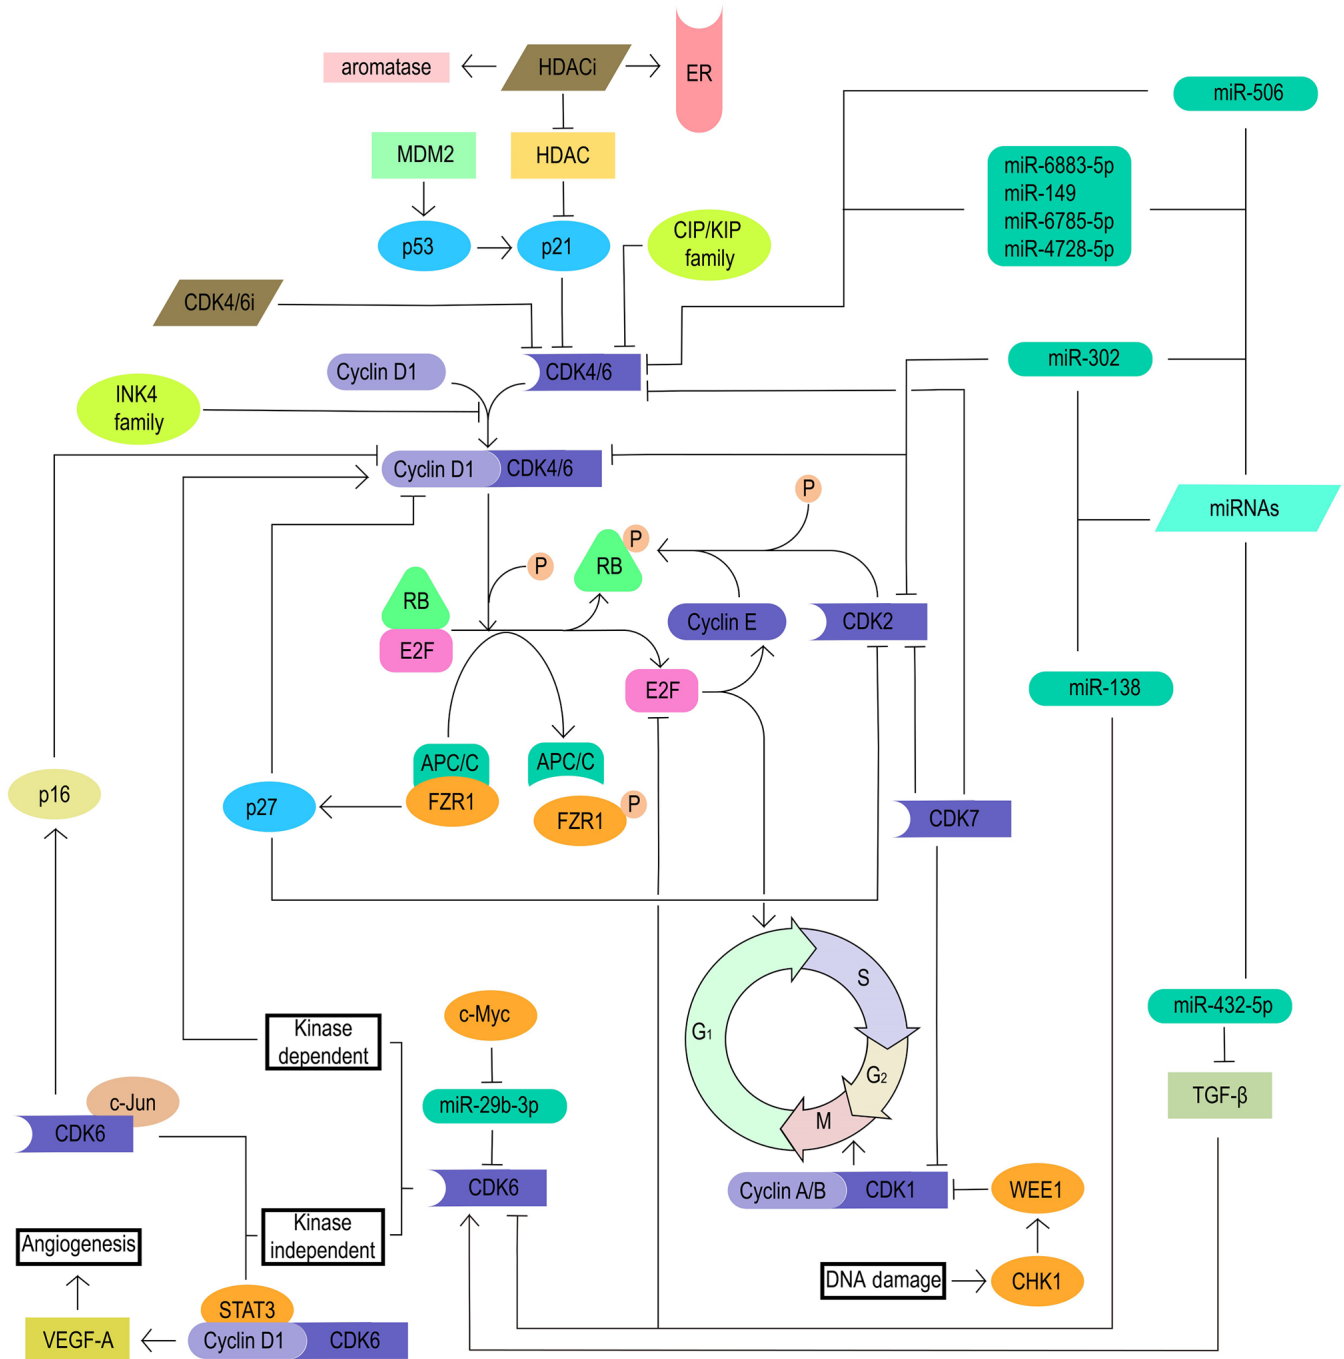 aromatase
HDACi
ER
miR-506
MDM2
HDAC
miR-6883-5p
miR-149
miR-6785-5p
miR-4728-5p
p53
p21
CIP/KIP
family
CDK4/6i
Cyclin D1
CDK4/6
miR-302
INK4
family
Cyclin D1
CDK4/6
P
miRNAs
P
RB
P
RB
E2F
Cyclin E
CDK2
E2F
miR-138
APC/C
FZR1
APC/C
FZR1
P
p16
p27
CDK7
S
G1
G2
M
c-Myc
miR-432-5p
Kinase
dependent
miR-29b-3p
TGF-β
c-Jun
CDK6
CDK6
Cyclin A/B
CDK1
WEE1
Kinase
independent
Angiogenesis
DNA damage
CHK1
STAT3
VEGF-A
Cyclin D1
CDK6